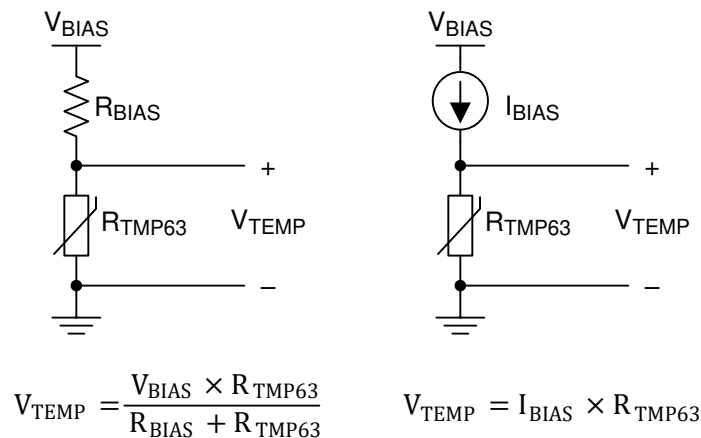 V_BIAS
R_BIAS
+
R_TMP63
V_TEMP
–
V_BIAS
I_BIAS
+
R_TMP63
V_TEMP
–
V_TEMP = (V_BIAS × R_TMP63) / (R_BIAS + R_TMP63)
V_TEMP = I_BIAS × R_TMP63